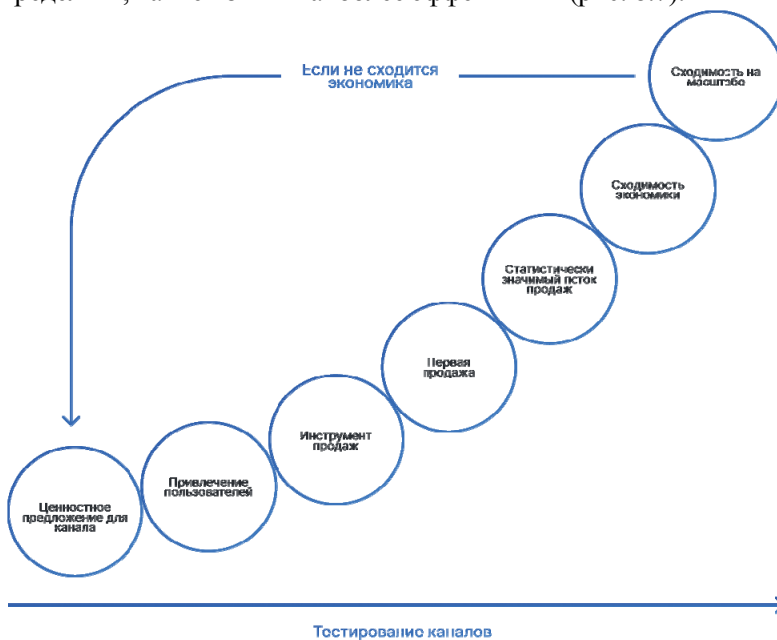 Если не сходится
экономика
Сходимость на
масштабе
Сходимость
экономики
Статистически
значимый поток
продаж
Первая
продажа
Инструмент
продаж
Привлечение
пользователей
Ценностное
предложение для
канала
Тестирование каналов